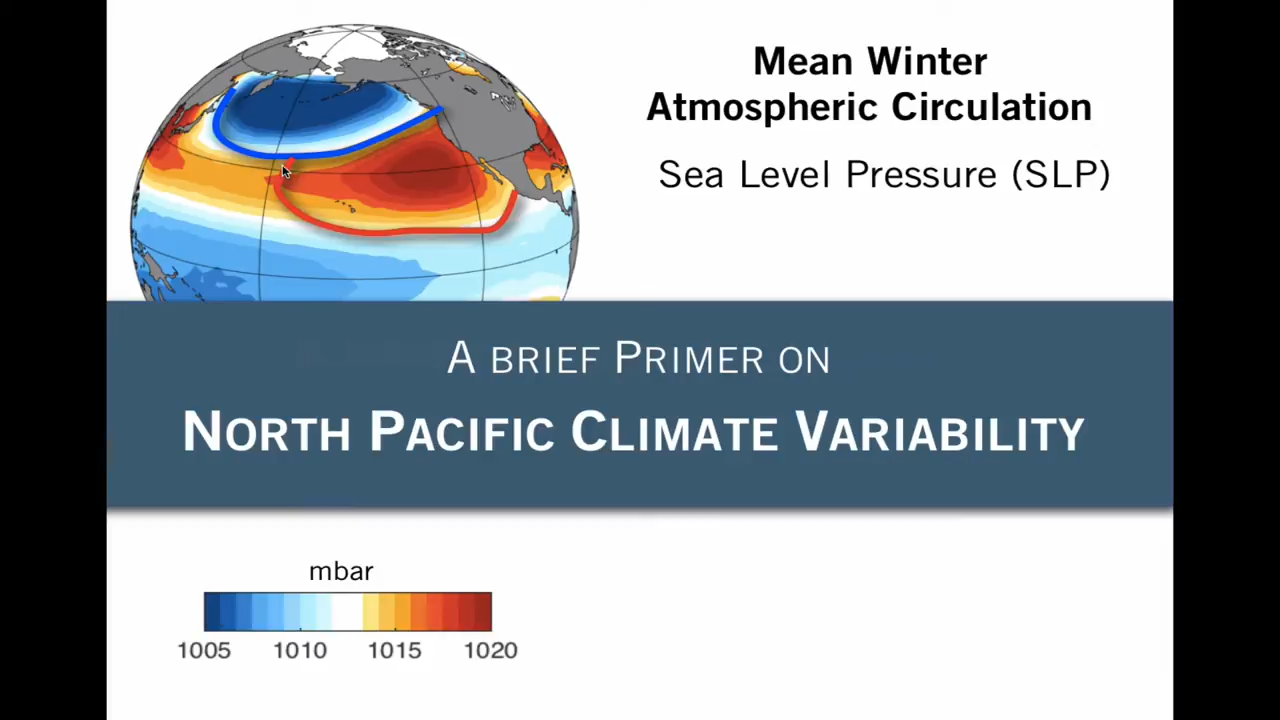 Mean Winter
Atmospheric Circulation
Sea Level Pressure (SLP)
A BRIEF PRIMER ON
NORTH PACIFIC CLIMATE VARIABILITY
mbar
1005 1010 1015 1020